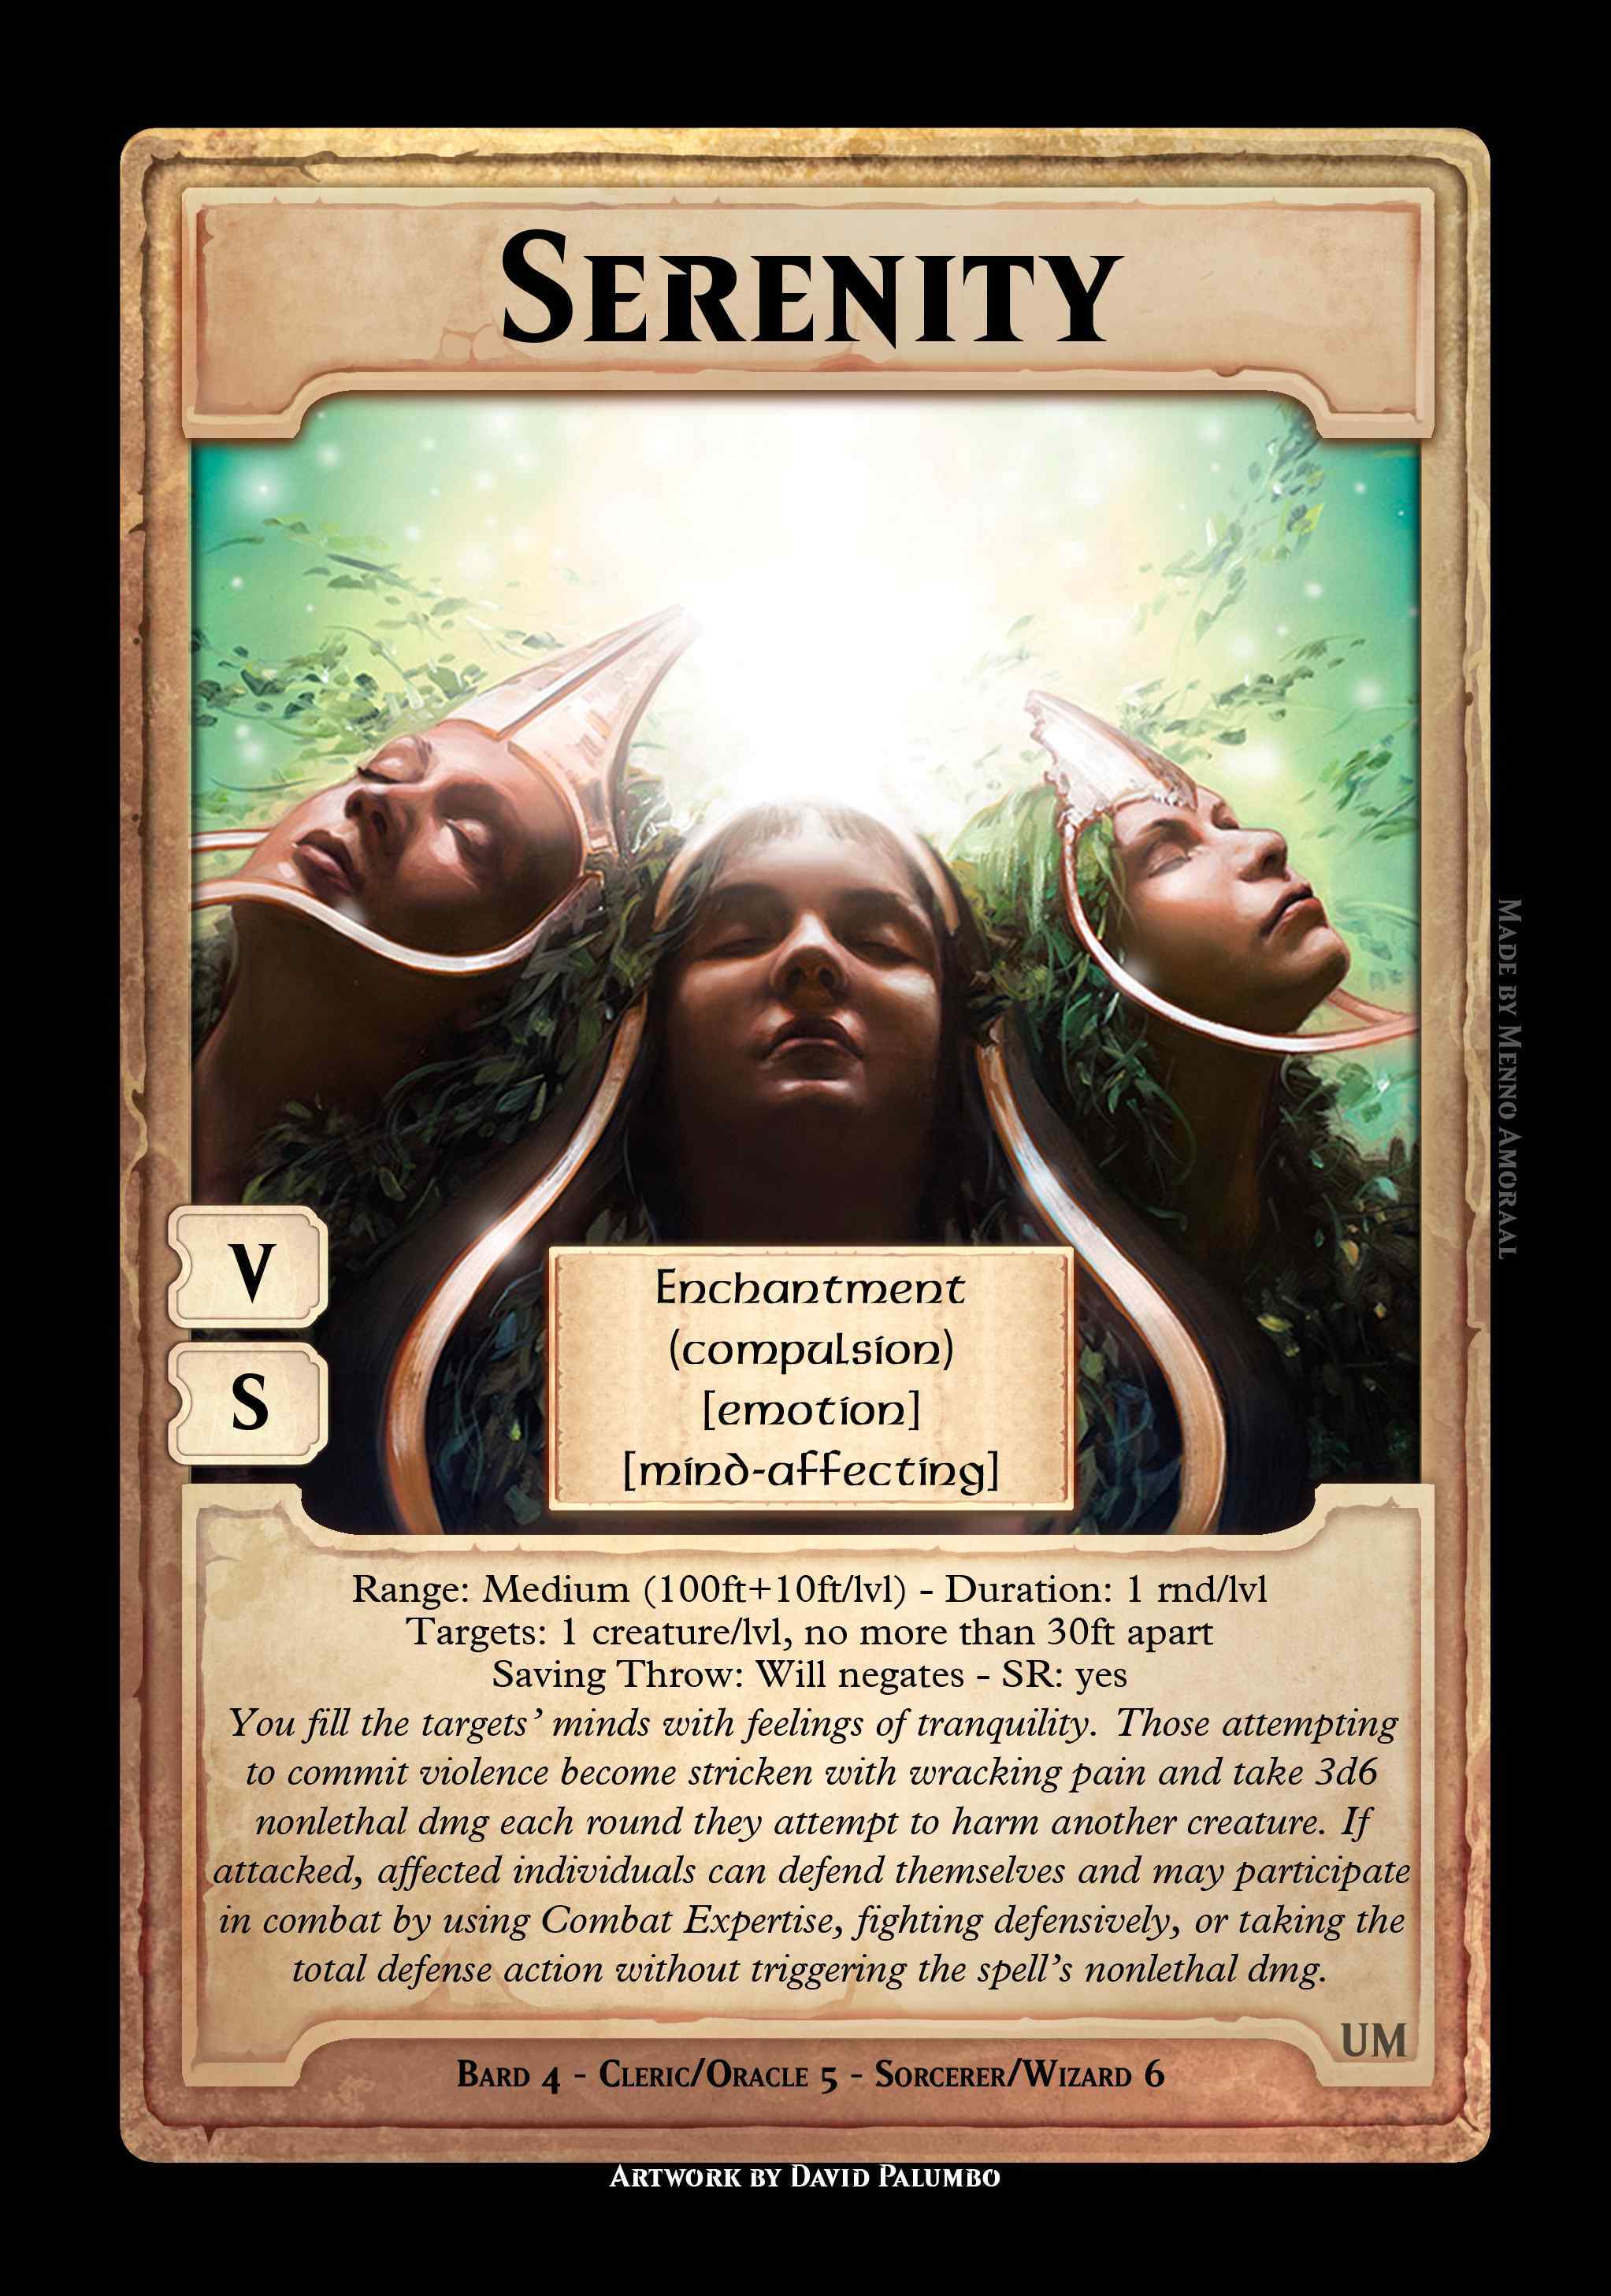 Serenity
V
S
Enchantment
(compulsion)
[emotion]
[mind-affecting]
Range: Medium (100ft+10ft/lvl) - Duration: 1 rnd/lvl
Targets: 1 creature/lvl, no more than 30ft apart
Saving Throw: Will negates - SR: yes
You fill the targets' minds with feelings of tranquility. Those attempting
to commit violence become stricken with wracking pain and take 3d6
nonlethal dmg each round they attempt to harm another creature. If
attacked, affected individuals can defend themselves and may participate
in combat by using Combat Expertise, fighting defensively, or taking the
total defense action without triggering the spell's nonlethal dmg.
UM
Bard 4 - Cleric/Oracle 5 - Sorcerer/Wizard 6
Artwork by David Palumbo
Made by Menno Amoraal